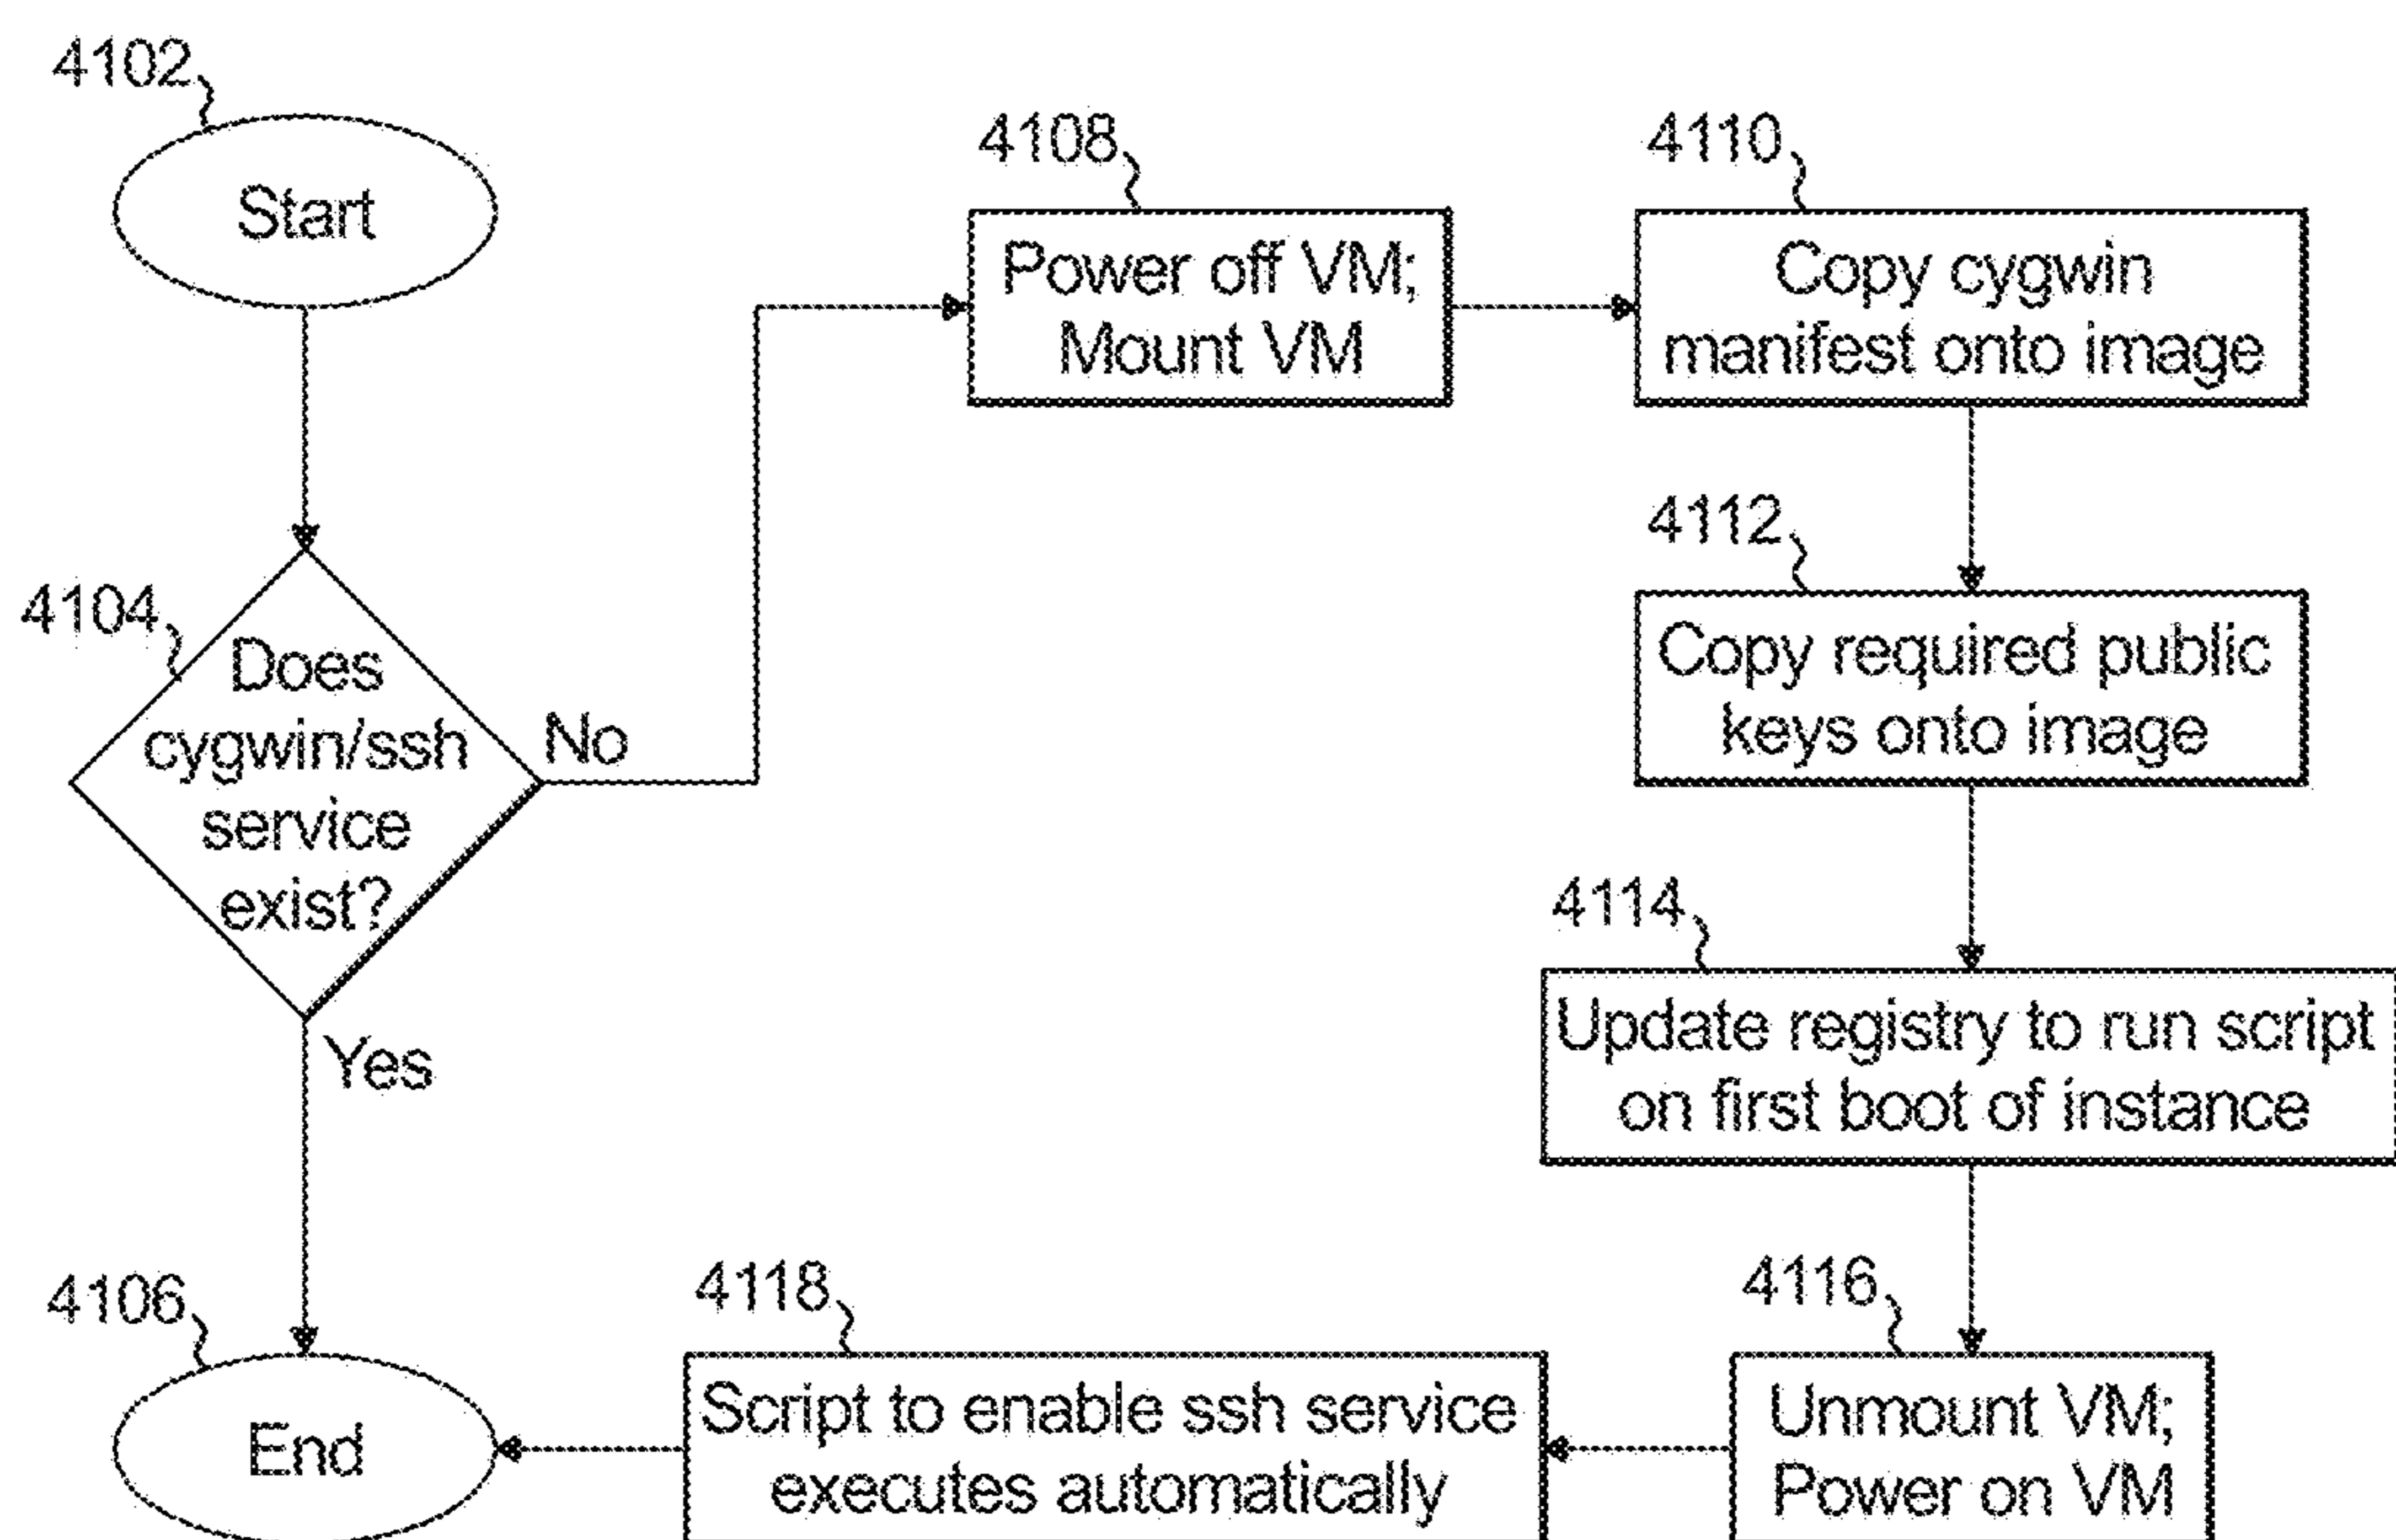 4102
Start
4104
Does
cygwin/ssh
service
exist?
No
Yes
4106
End
4108
Power off VM;
Mount VM
4110
Copy cygwin
manifest onto image
4112
Copy required public
keys onto image
4114
Update registry to run script
on first boot of instance
4116
Unmount VM;
Power on VM
4118
Script to enable ssh service
executes automatically